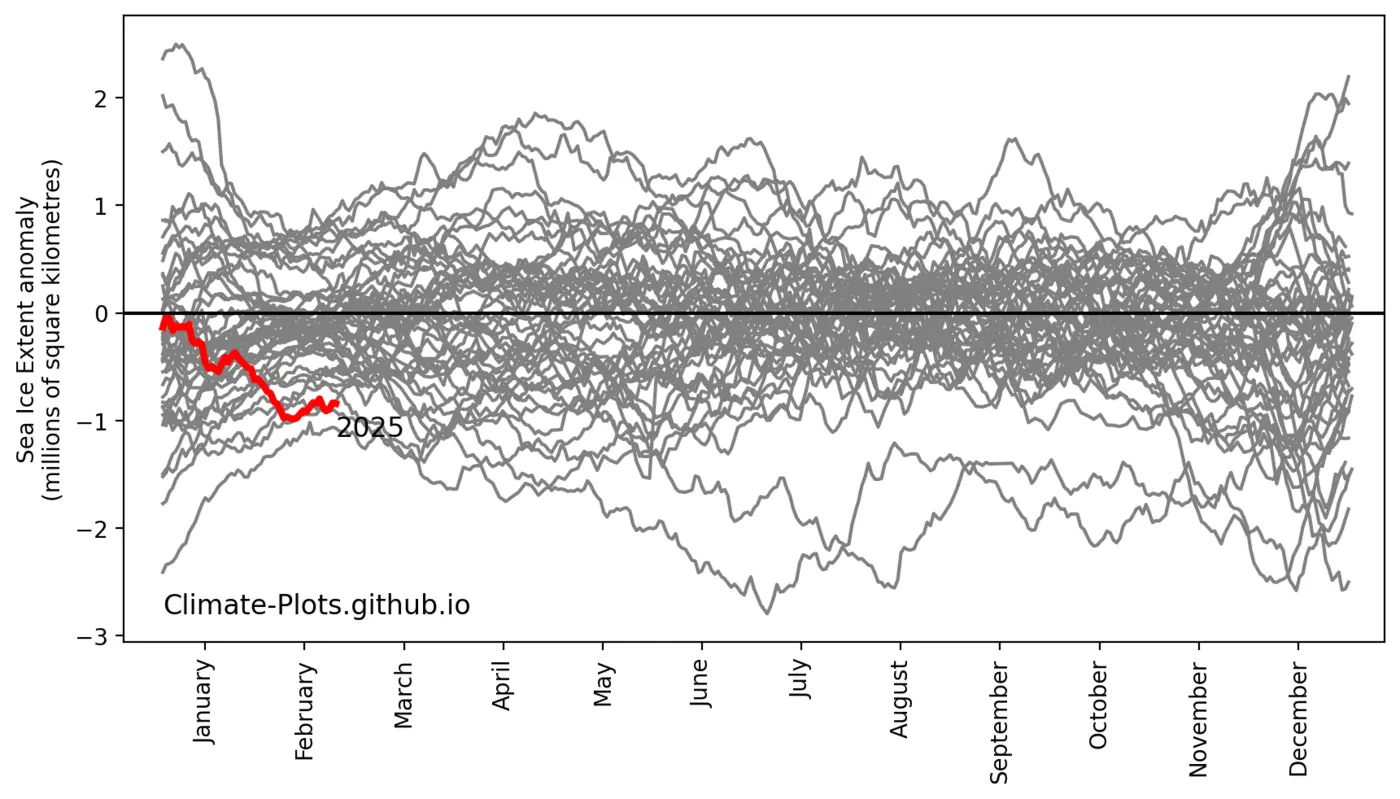 Sea Ice Extent anomaly
(millions of square kilometres)
2
1
0
−1
−2
−3
2025
Climate-Plots.github.io
January
February
March
April
May
June
July
August
September
October
November
December